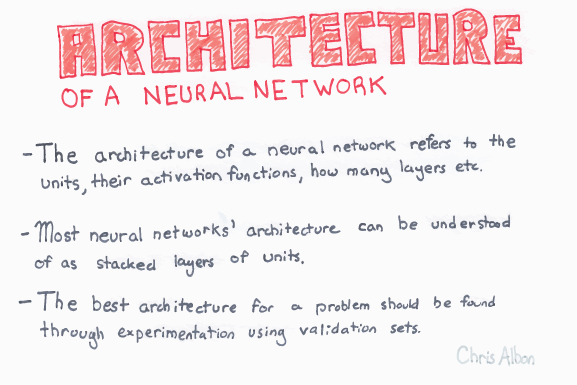 ARCHITECTURE
OF A NEURAL NETWORK
- The architecture of a neural network refers to the
units, their activation functions, how many layers etc.
- Most neural networks' architecture can be understood
of as stacked layers of units.
- The best architecture for a problem should be found
through experimentation using validation sets.
Chris Albon